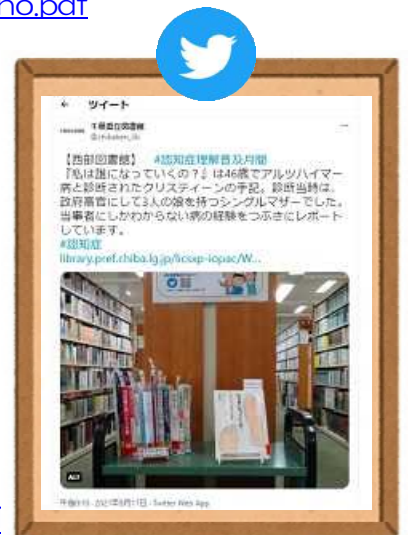 no.pdf
← ツイート
千葉県立図書館
【西部図書館】 #認知症理解普及月間
『私は誰になっていくの?』は46歳でアルツハイマー
病と診断されたクリスティーンの手記。診断当時は、
政府高官にして3人の娘を持つシングルマザーでした。
当事者にしかわからない病の経験をつぶさにレポート
しています。
#認知症
library.pref.chiba.lg.jp/licsxp-iopac/W...
ALT
Twitter Web App